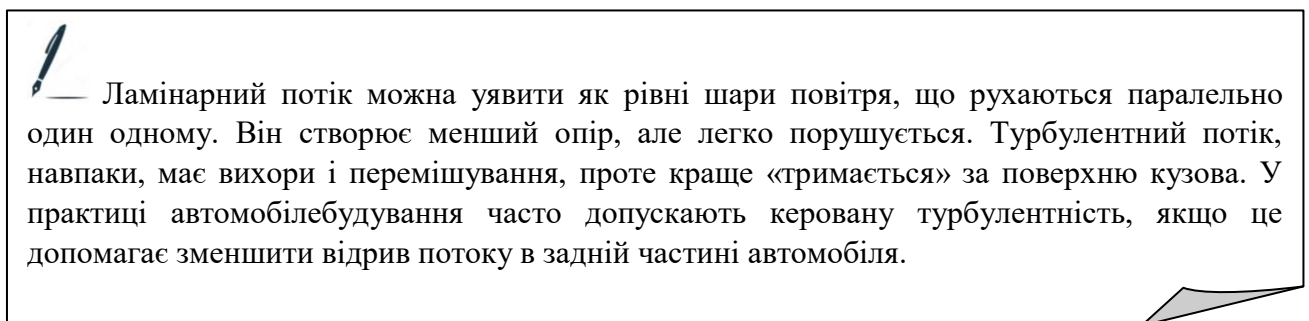 Ламінарний потік можна уявити як рівні шари повітря, що рухаються паралельно
один одному. Він створює менший опір, але легко порушується. Турбулентний потік,
навпаки, має вихори і перемішування, проте краще «тримається» за поверхню кузова. У
практиці автомобілебудування часто допускають керовану турбулентність, якщо це
допомагає зменшити відрив потоку в задній частині автомобіля.